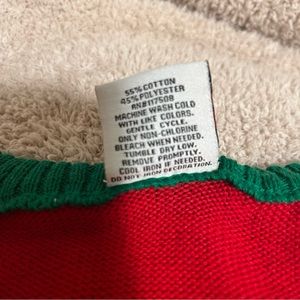 55% COTTON
45% POLYESTER
RN#117508
MACHINE WASH COLD
WITH LIKE COLORS.
GENTLE CYCLE.
ONLY NON-CHLORINE
BLEACH WHEN NEEDED.
TUMBLE DRY LOW.
REMOVE PROMPTLY.
COOL IRON IF NEEDED.
DO NOT IRON DECORATION.